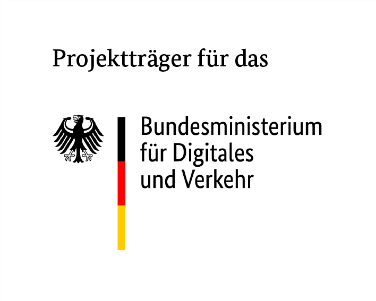 Projektträger für das
Bundesministerium
für Digitales
und Verkehr